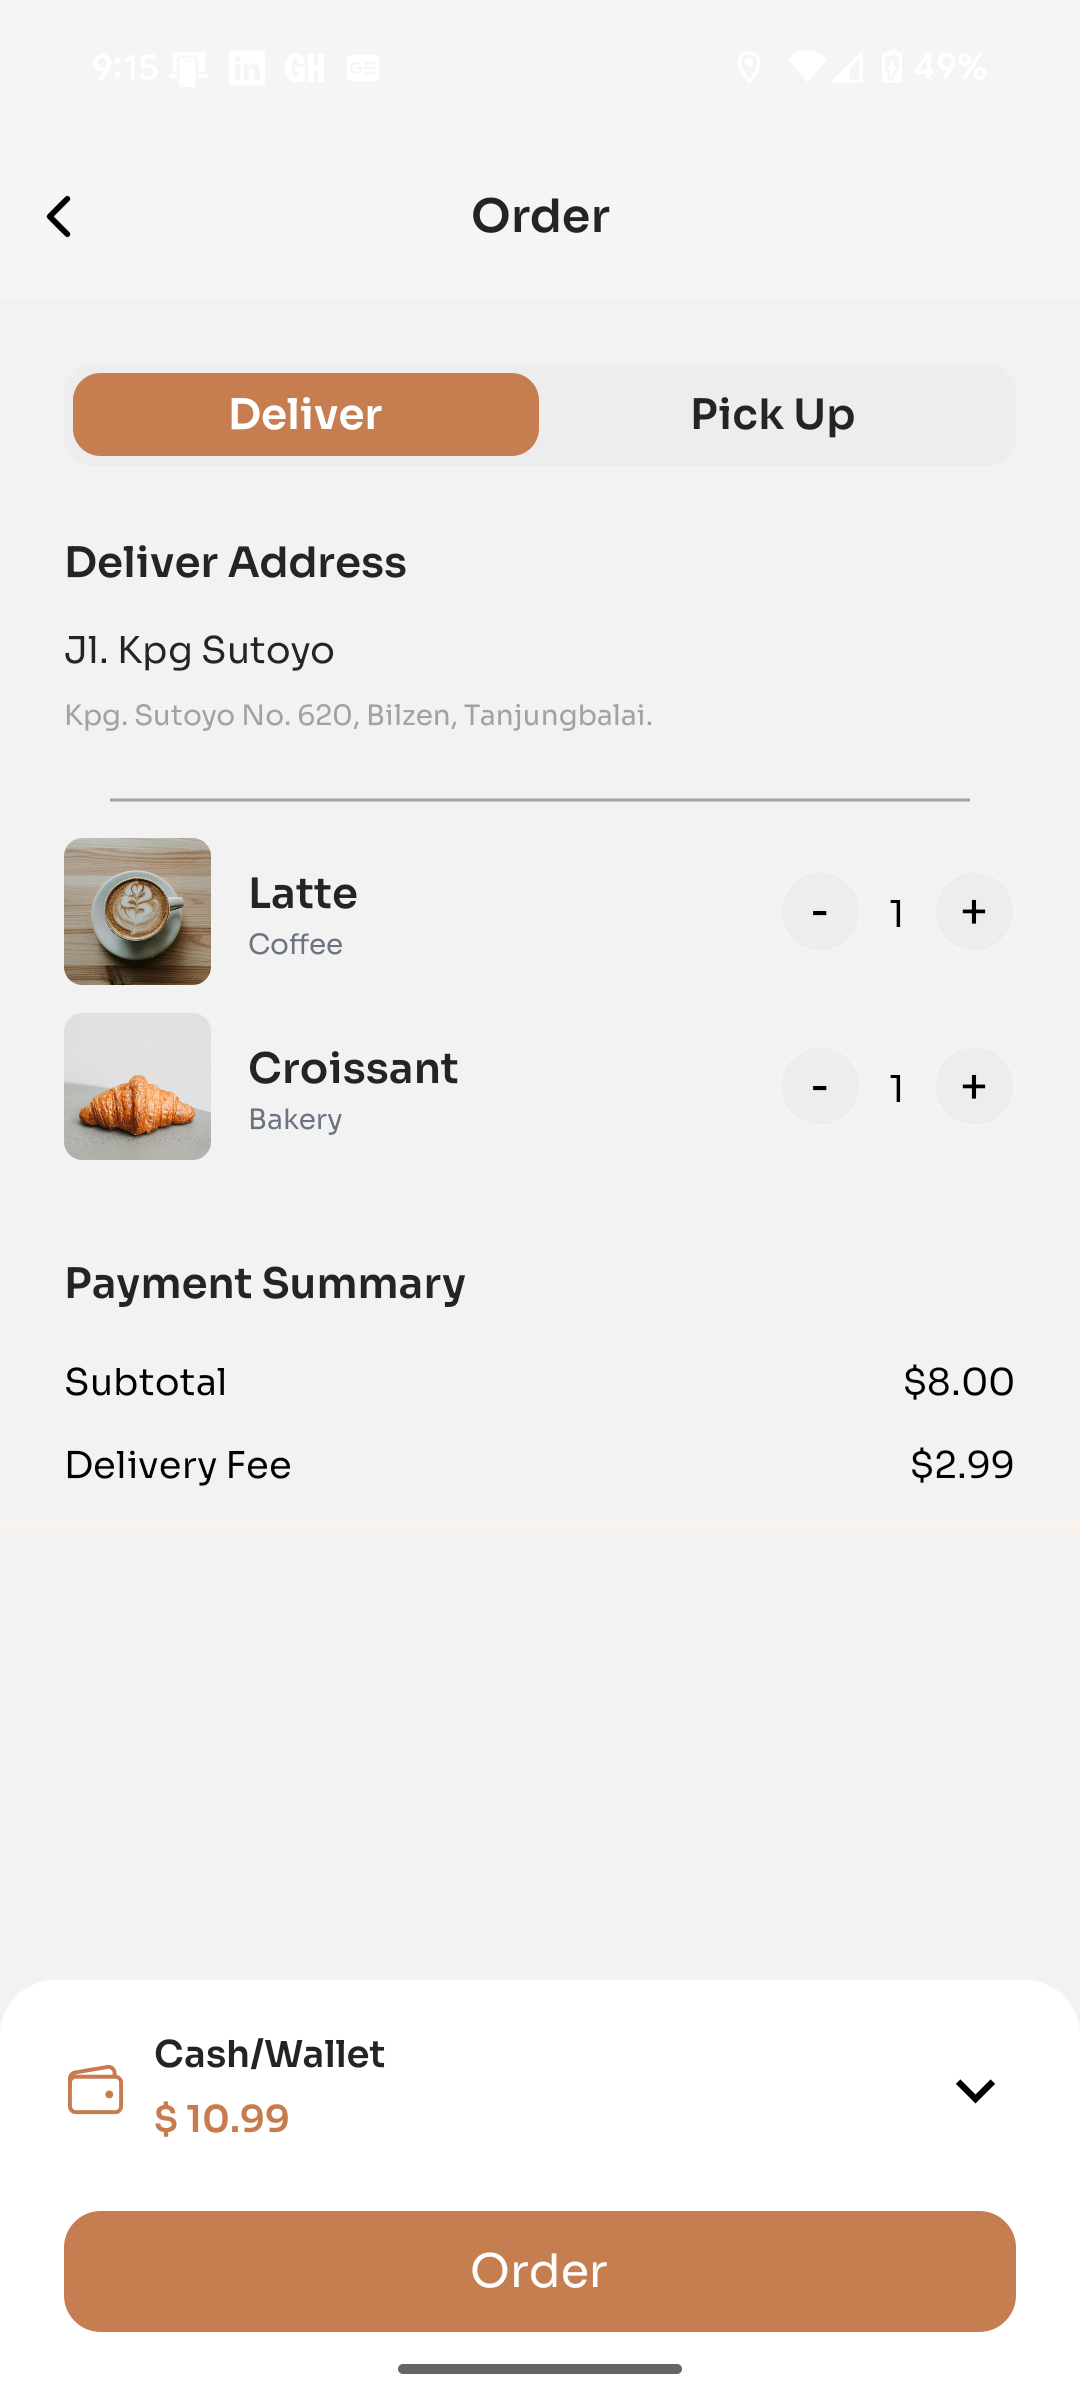 9:15 in GH GE 49%
Order
Deliver Pick Up
Deliver Address
Jl. Kpg Sutoyo
Kpg. Sutoyo No. 620, Bilzen, Tanjungbalai.
Latte
Coffee
- 1 +
Croissant
Bakery
- 1 +
Payment Summary
Subtotal $8.00
Delivery Fee $2.99
Cash/Wallet
$ 10.99
Order